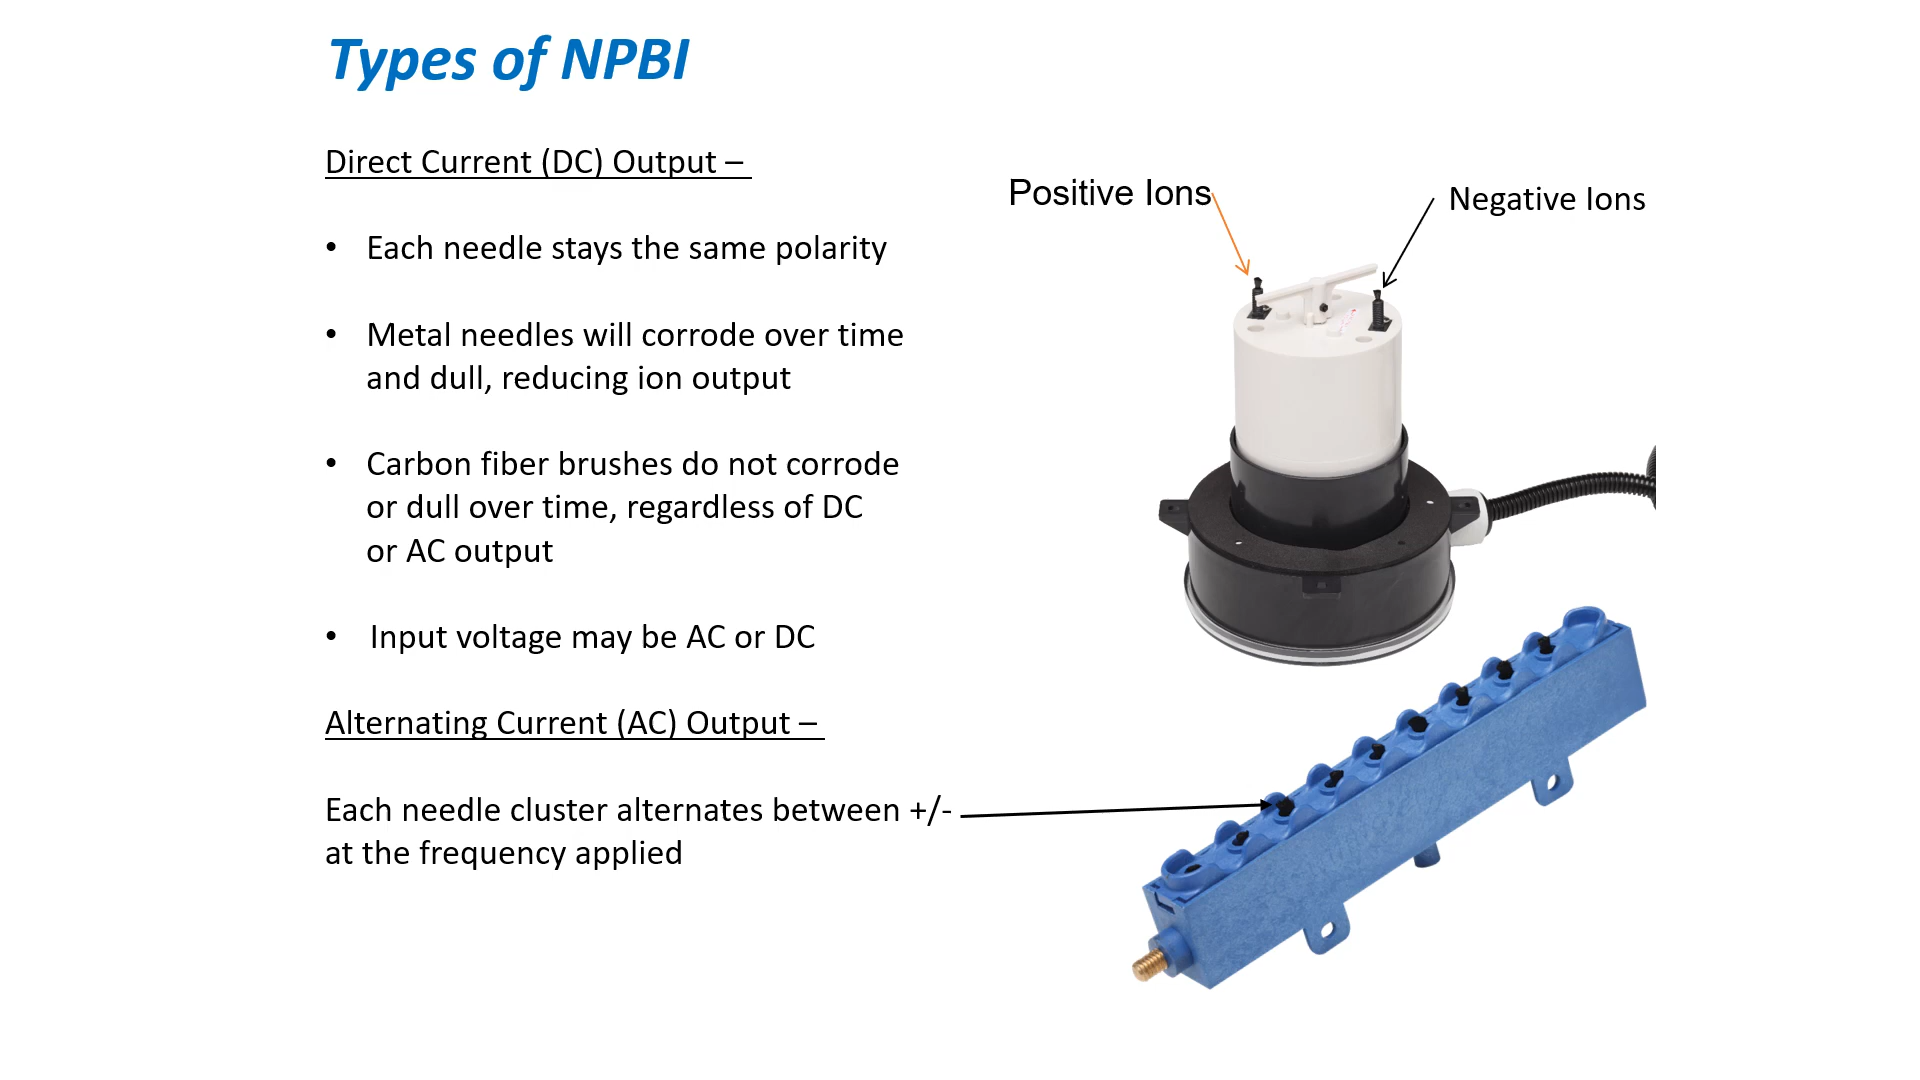 Types of NPBI
Direct Current (DC) Output –
• Each needle stays the same polarity
• Metal needles will corrode over time
and dull, reducing ion output
• Carbon fiber brushes do not corrode
or dull over time, regardless of DC
or AC output
• Input voltage may be AC or DC
Alternating Current (AC) Output –
Each needle cluster alternates between +/-
at the frequency applied
Positive Ions
Negative Ions